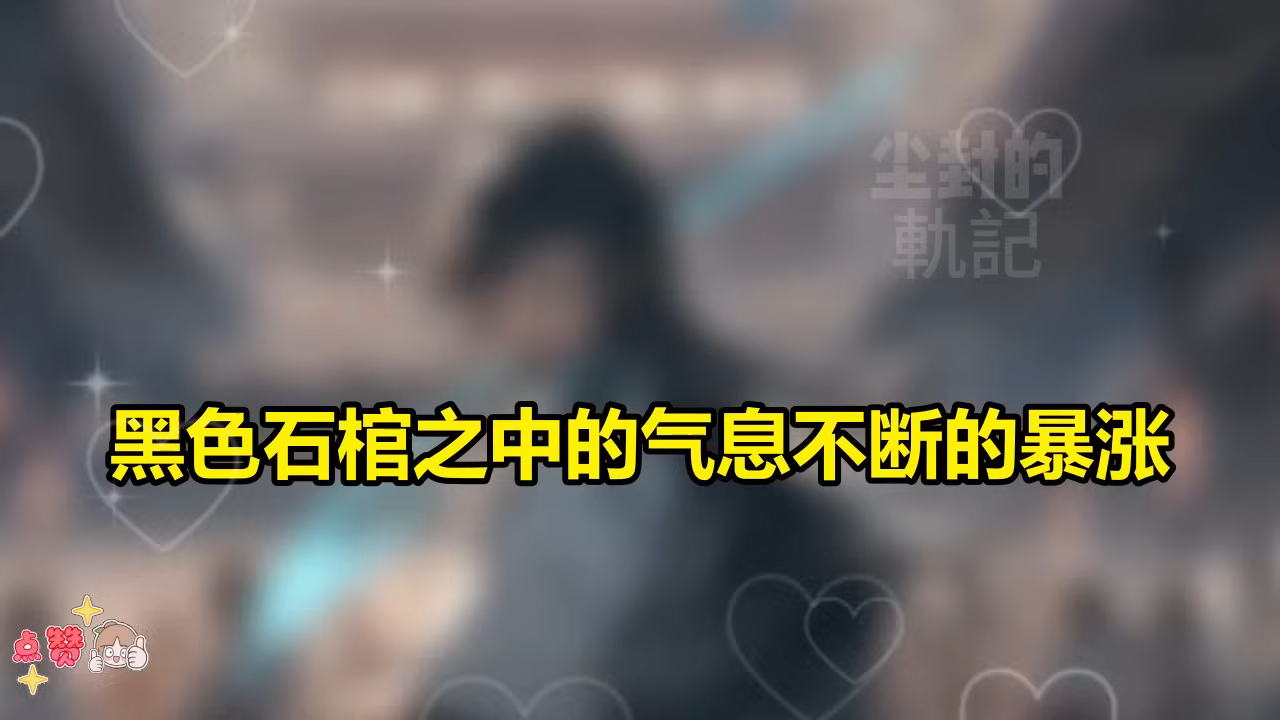 尘封的
軌記
黑色石棺之中的气息不断的暴涨
点赞